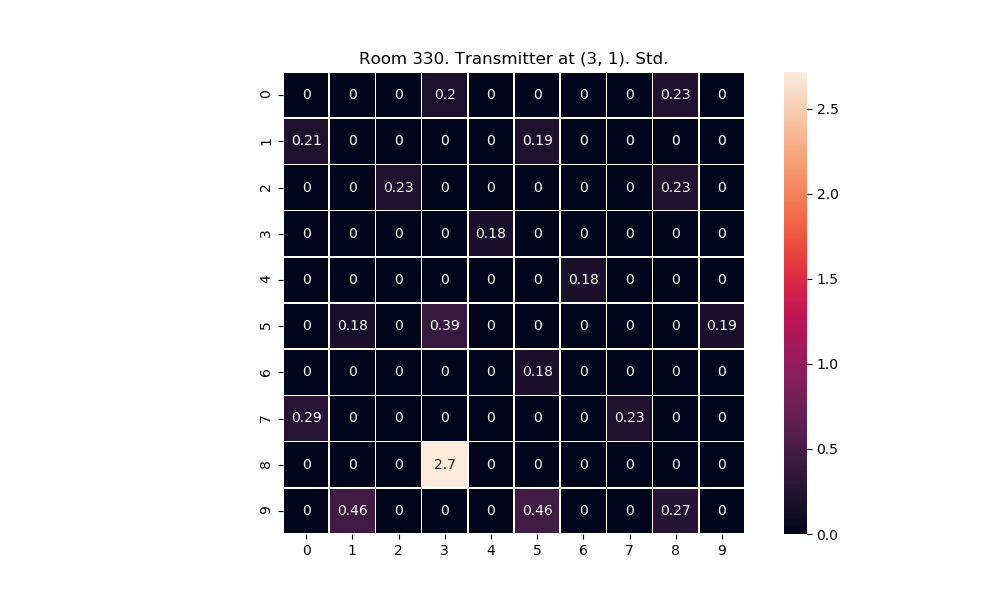 Room 330. Transmitter at (3, 1). Std.
0 0 0 0 0.2 0 0 0 0 0.23 0
1 0.21 0 0 0 0 0.19 0 0 0 0
2 0 0 0.23 0 0 0 0 0 0.23 0
3 0 0 0 0 0.18 0 0 0 0 0
4 0 0 0 0 0 0 0.18 0 0 0
5 0 0.18 0 0.39 0 0 0 0 0 0.19
6 0 0 0 0 0 0.18 0 0 0 0
7 0.29 0 0 0 0 0 0 0.23 0 0
8 0 0 0 2.7 0 0 0 0 0 0
9 0 0.46 0 0 0 0.46 0 0 0.27 0
0 1 2 3 4 5 6 7 8 9
2.5
2.0
1.5
1.0
0.5
0.0